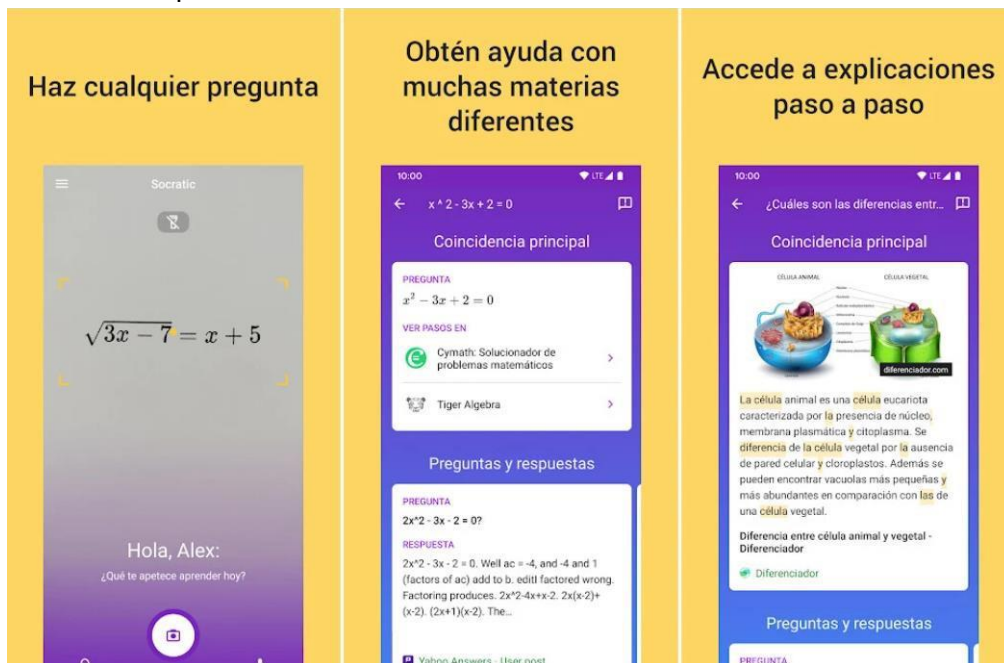 Haz cualquier pregunta
Socratic
√3x − 7 = x + 5
Hola, Alex:
¿Qué te apetece aprender hoy?
Obtén ayuda con
muchas materias
diferentes
10:00
LTE
x ^ 2 - 3x + 2 = 0
Coincidencia principal
PREGUNTA
x² − 3x + 2 = 0
VER PASOS EN
Cymath: Solucionador de
problemas matemáticos
Tiger Algebra
Preguntas y respuestas
PREGUNTA
2x^2 - 3x - 2 = 0?
RESPUESTA
2x^2 - 3x - 2 = 0. Well ac = -4, and -4 and 1
(factors of ac) add to b. editl factored wrong.
Factoring produces. 2x^2-4x+x-2. 2x(x-2)+
(x-2). (2x+1)(x-2). The...
Yahoo Answers · User post
Accede a explicaciones
paso a paso
10:00
LTE
¿Cuáles son las diferencias entr...
Coincidencia principal
CÉLULA ANIMAL
CÉLULA VEGETAL
diferenciador.com
La célula animal es una célula eucariota
caracterizada por la presencia de núcleo,
membrana plasmática y citoplasma. Se
diferencia de la célula vegetal por la ausencia
de pared celular y cloroplastos. Además se
pueden encontrar vacuolas más pequeñas y
más abundantes en comparación con las de
una célula vegetal.
Diferencia entre célula animal y vegetal -
Diferenciador
Diferenciador
Preguntas y respuestas
PREGUNTA